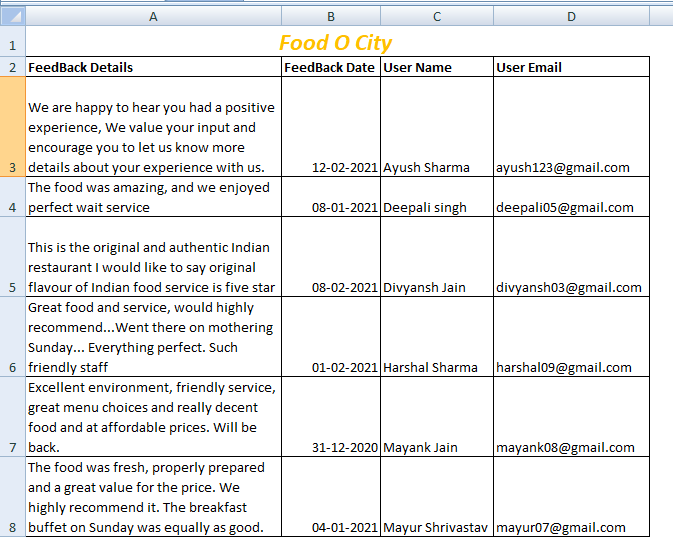 A B C D
1 Food O City
2 FeedBack Details FeedBack Date User Name User Email
We are happy to hear you had a positive
experience, We value your input and
encourage you to let us know more
3 details about your experience with us. 12-02-2021 Ayush Sharma ayush123@gmail.com
The food was amazing, and we enjoyed
4 perfect wait service 08-01-2021 Deepali singh deepali05@gmail.com
This is the original and authentic Indian
restaurant I would like to say original
5 flavour of Indian food service is five star 08-02-2021 Divyansh Jain divyansh03@gmail.com
Great food and service, would highly
recommend...Went there on mothering
Sunday... Everything perfect. Such
6 friendly staff 01-02-2021 Harshal Sharma harshal09@gmail.com
Excellent environment, friendly service,
great menu choices and really decent
food and at affordable prices. Will be
7 back. 31-12-2020 Mayank Jain mayank08@gmail.com
The food was fresh, properly prepared
and a great value for the price. We
highly recommend it. The breakfast
8 buffet on Sunday was equally as good. 04-01-2021 Mayur Shrivastav mayur07@gmail.com